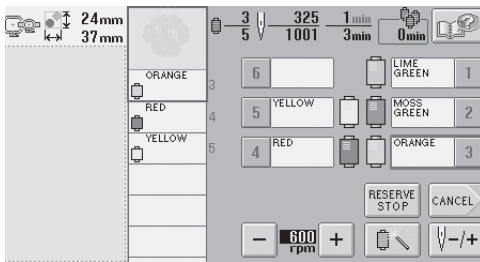 24mm
37mm
3/5
325/1001
1min/3min
0min
ORANGE
3
RED
4
YELLOW
5
6
LIME
GREEN
1
5
YELLOW
MOSS
GREEN
2
4
RED
ORANGE
3
RESERVE
STOP
CANCEL
–
600
rpm
+
–/+